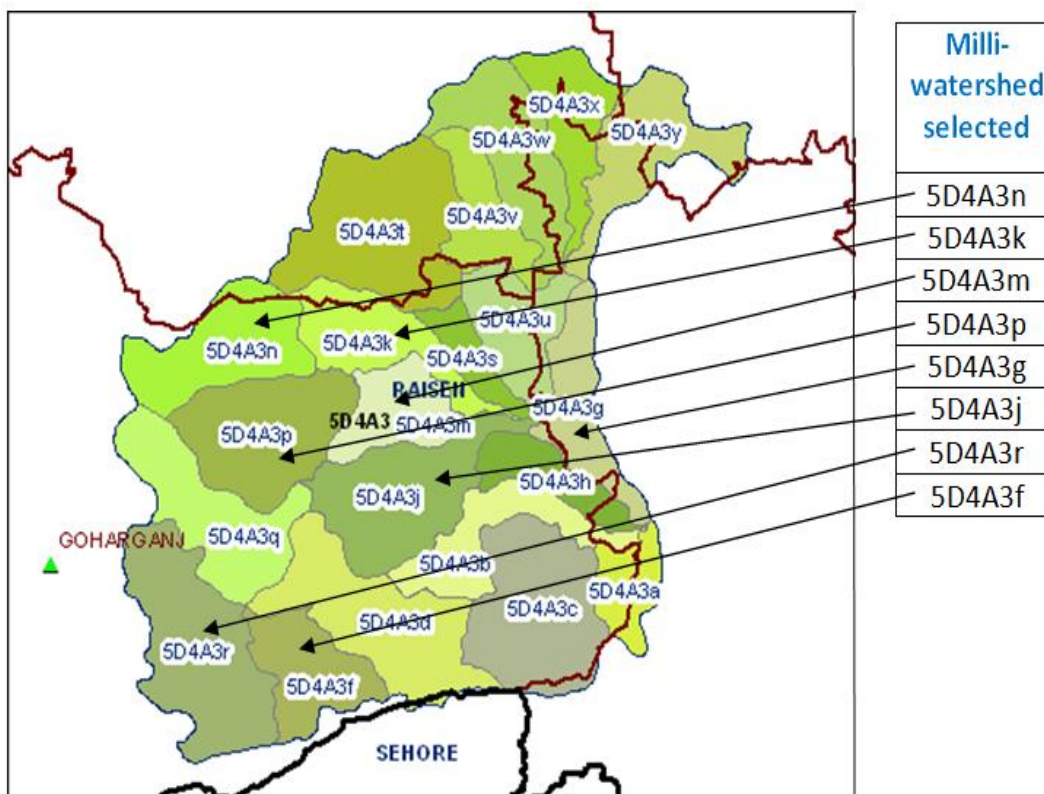 Milli-
watershed
selected
5D4A3n
5D4A3k
5D4A3m
5D4A3p
5D4A3g
5D4A3j
5D4A3r
5D4A3f
5D4A3x
5D4A3w
5D4A3y
5D4A3v
5D4A3t
5D4A3u
5D4A3n
5D4A3k
5D4A3s
RAISEN
5D4A3g
5D4A3
5D4A3m
5D4A3p
5D4A3h
5D4A3j
5D4A3q
GOHARGANJ
5D4A3b
5D4A3a
5D4A3c
5D4A3d
5D4A3r
5D4A3f
SEHORE